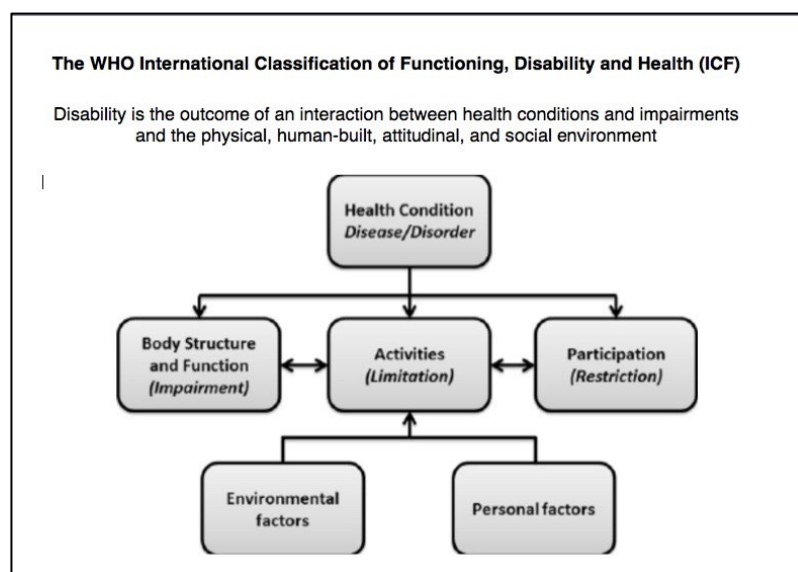 The WHO International Classification of Functioning, Disability and Health (ICF)
Disability is the outcome of an interaction between health conditions and impairments
and the physical, human-built, attitudinal, and social environment
Health Condition
Disease/Disorder
Body Structure
and Function
(Impairment)
Activities
(Limitation)
Participation
(Restriction)
Environmental
factors
Personal factors